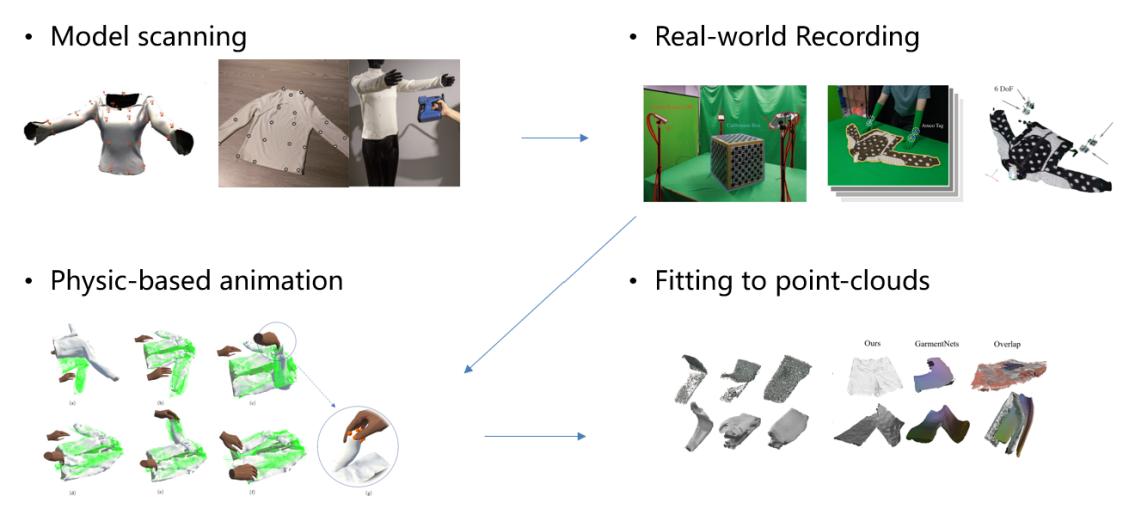 • Model scanning
• Real-world Recording
Calibration Box
Aruco Tag
6 DoF
• Physic-based animation
(a)
(b)
(c)
(d)
(e)
(f)
(g)
• Fitting to point-clouds
Ours
GarmentNets
Overlap